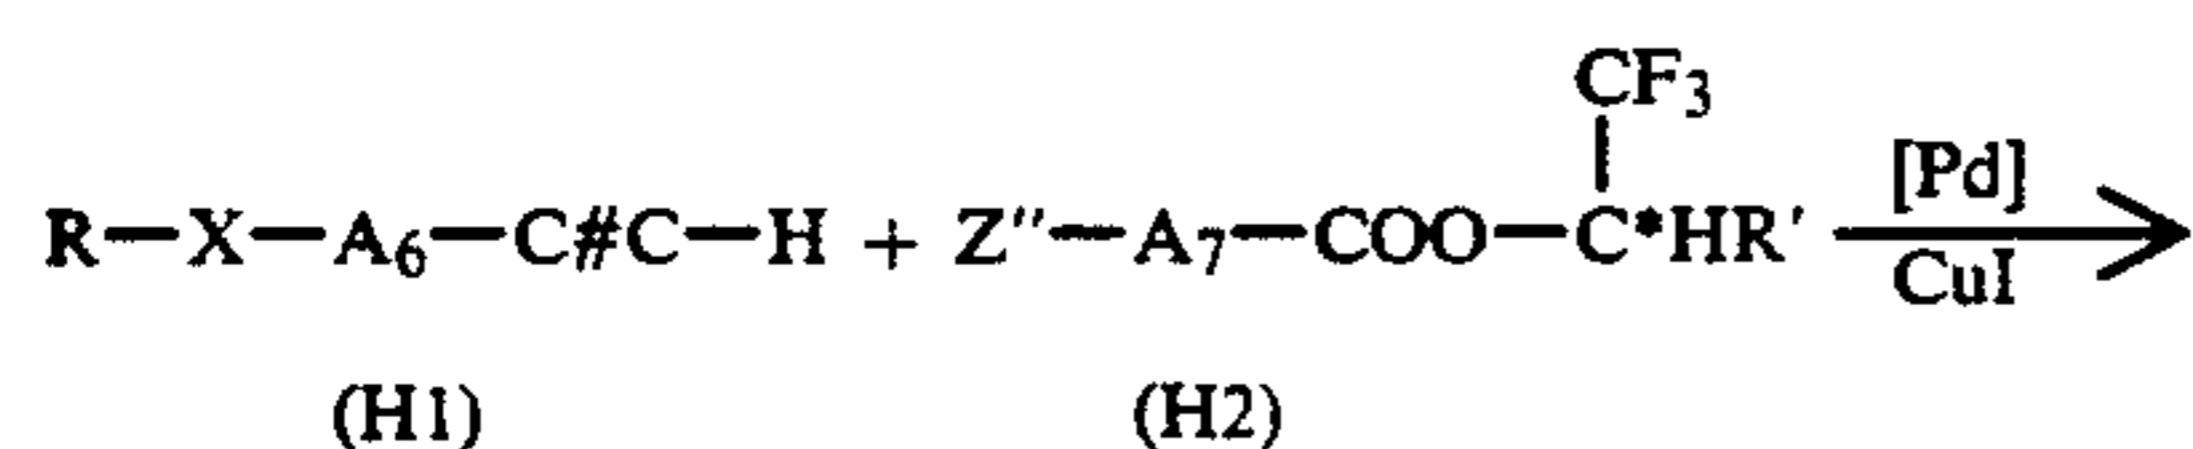 CF₃
[Pd]
R—X—A₆—C#C—H + Z″—A₇—COO—C*HR′
CuI
(H1) (H2)